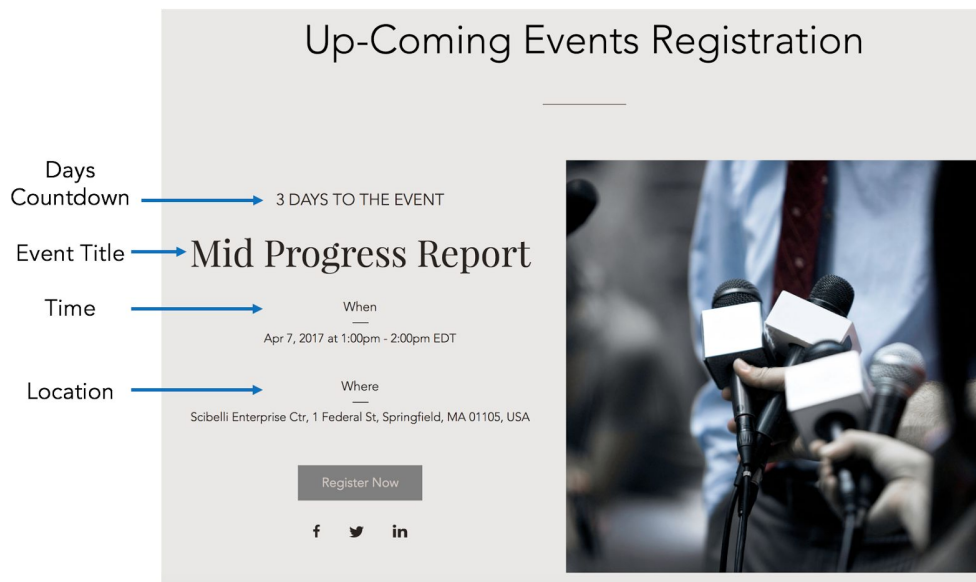 Up-Coming Events Registration
Days
Countdown
3 DAYS TO THE EVENT
Event Title
Mid Progress Report
Time
When
Apr 7, 2017 at 1:00pm - 2:00pm EDT
Location
Where
Scibelli Enterprise Ctr, 1 Federal St, Springfield, MA 01105, USA
Register Now
f
in